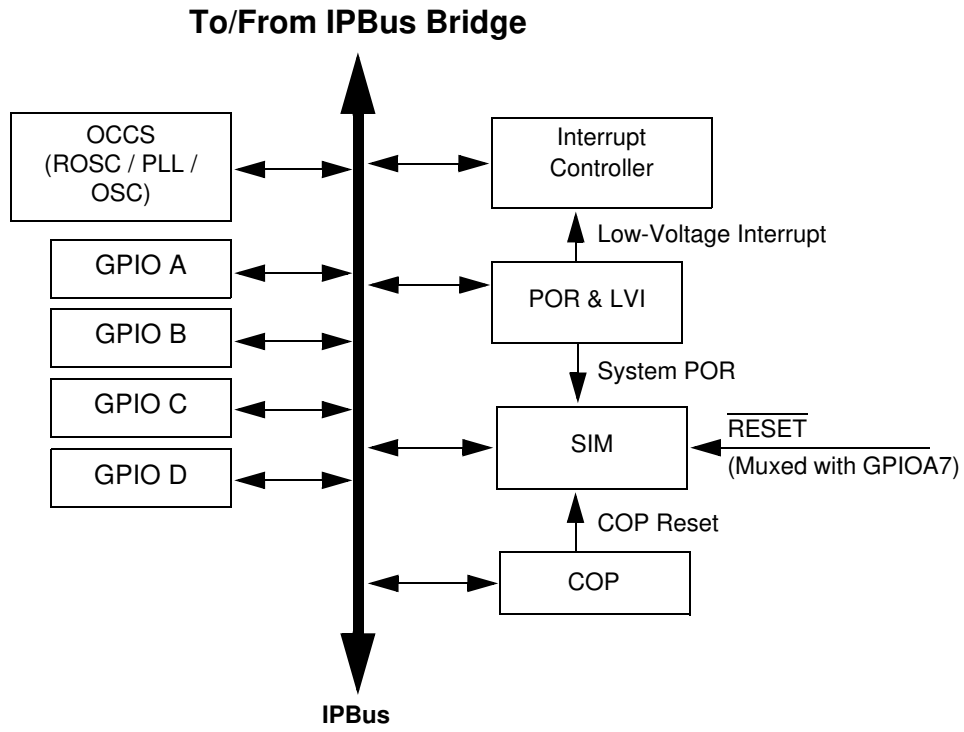 To/From IPBus Bridge
OCCS
(ROSC / PLL /
OSC)
GPIO A
GPIO B
GPIO C
GPIO D
Interrupt
Controller
Low-Voltage Interrupt
POR & LVI
System POR
SIM
RESET
(Muxed with GPIOA7)
COP Reset
COP
IPBus